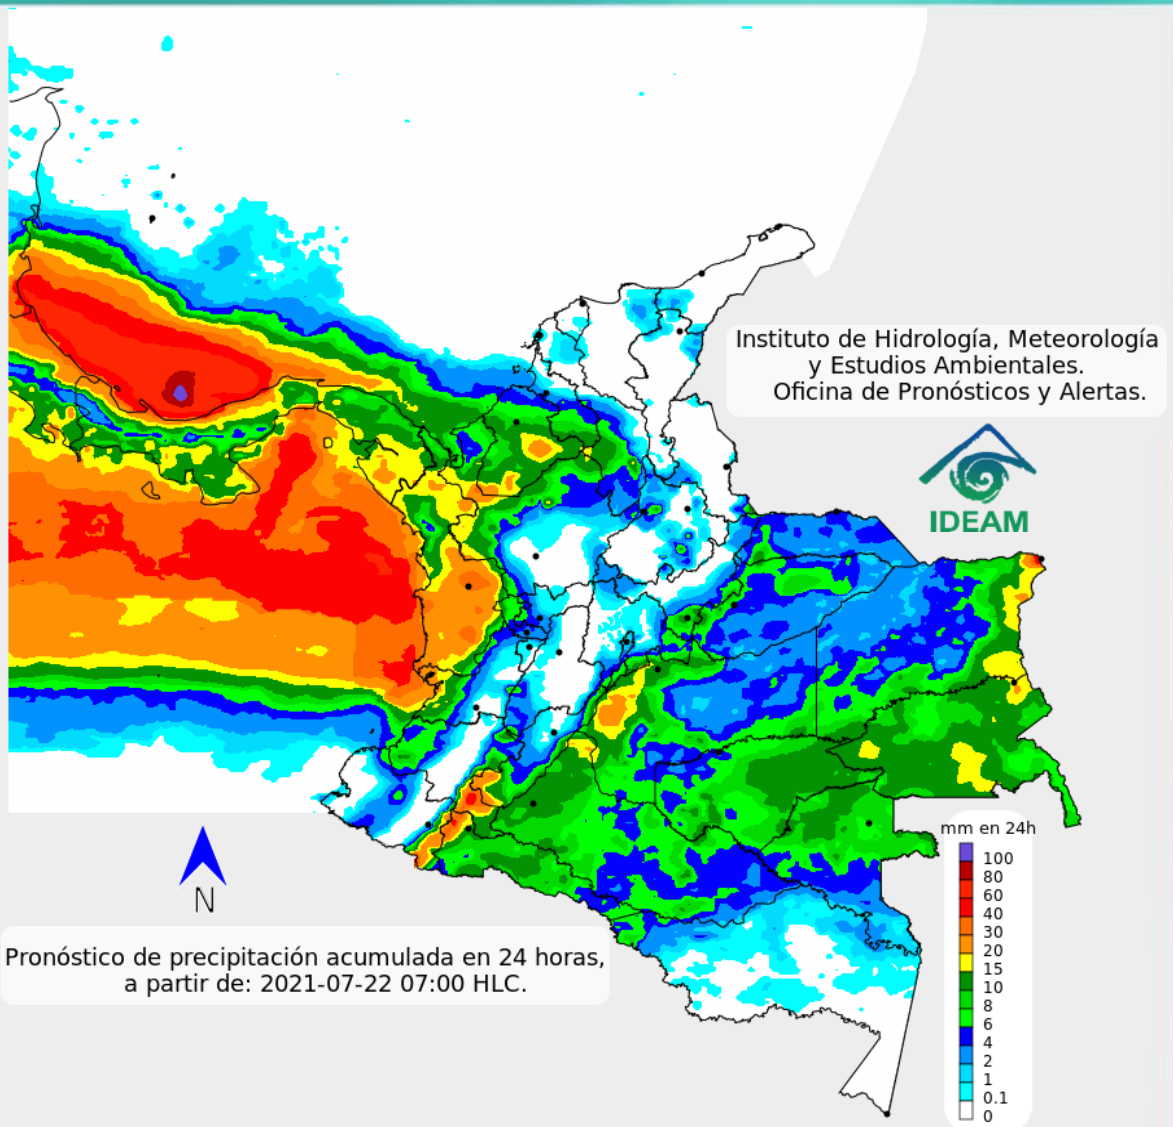 Instituto de Hidrología, Meteorología
y Estudios Ambientales.
Oficina de Pronósticos y Alertas.
IDEAM
mm en 24h
100
80
60
40
30
20
15
10
8
6
4
2
1
0.1
0
N
Pronóstico de precipitación acumulada en 24 horas,
a partir de: 2021-07-22 07:00 HLC.